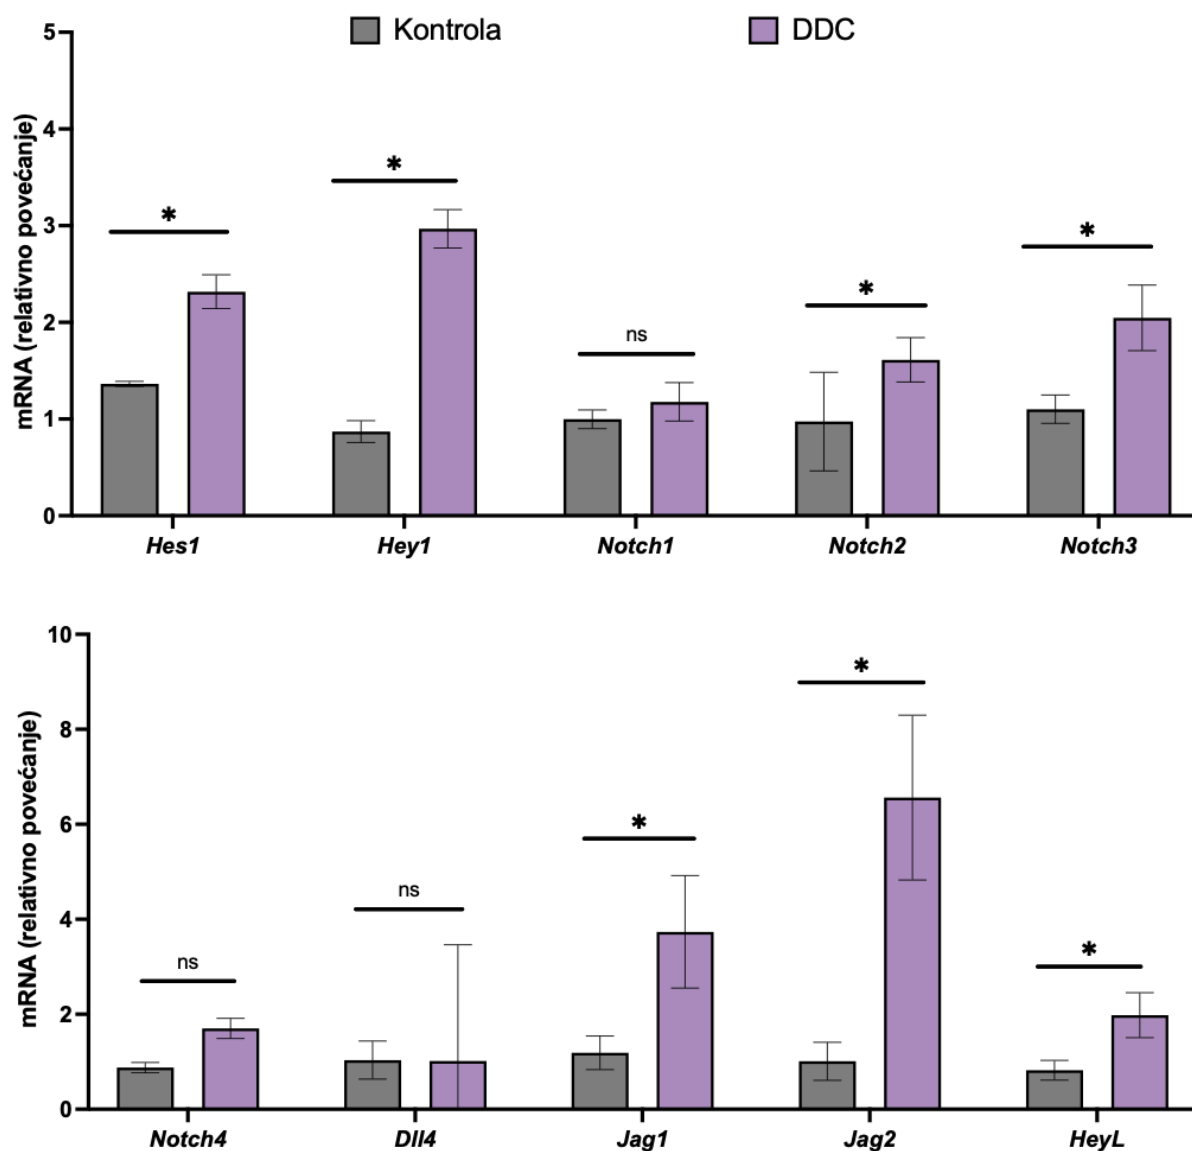 Kontrola DDC
mRNA (relativno povećanje)
5
4
3
2
1
0
* * ns * *
Hes1 Hey1 Notch1 Notch2 Notch3
mRNA (relativno povećanje)
10
8
6
4
2
0
ns ns * * *
Notch4 Dll4 Jag1 Jag2 HeyL